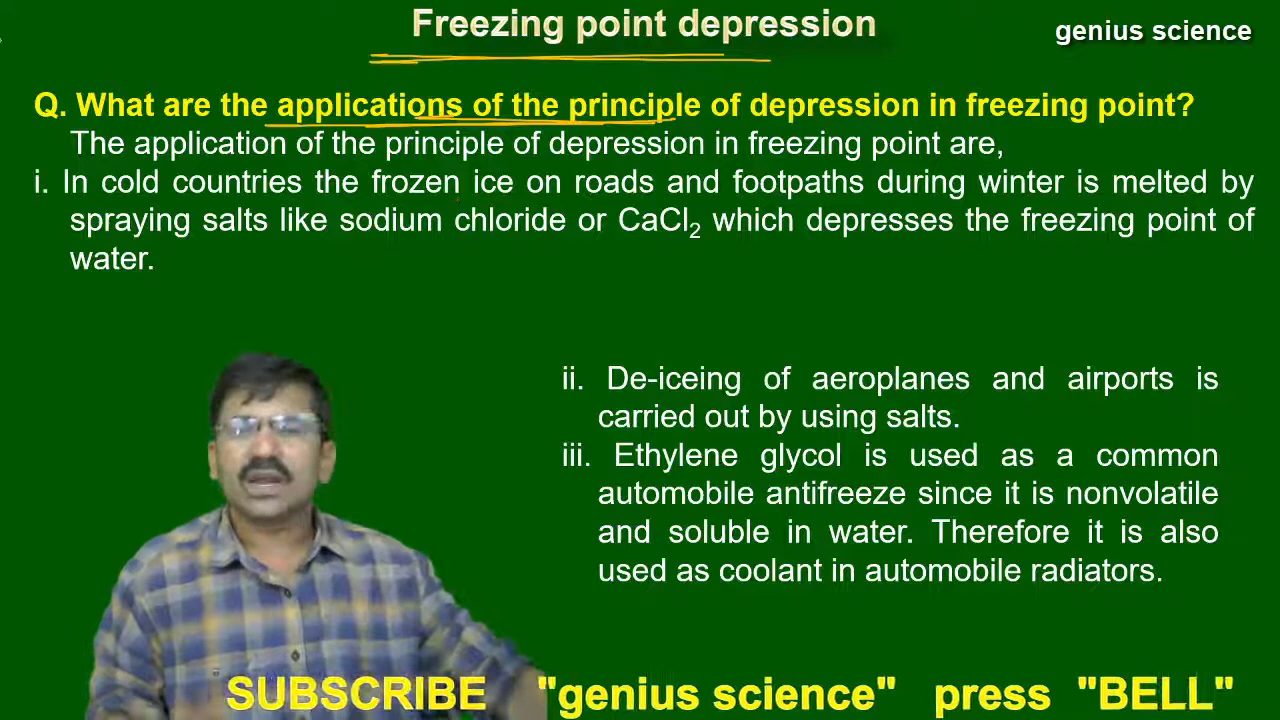 Freezing point depression
genius science
Q. What are the applications of the principle of depression in freezing point?
The application of the principle of depression in freezing point are,
i. In cold countries the frozen ice on roads and footpaths during winter is melted by
spraying salts like sodium chloride or CaCl₂ which depresses the freezing point of
water.
ii. De-iceing of aeroplanes and airports is
carried out by using salts.
iii. Ethylene glycol is used as a common
automobile antifreeze since it is nonvolatile
and soluble in water. Therefore it is also
used as coolant in automobile radiators.
SUBSCRIBE "genius science" press "BELL"